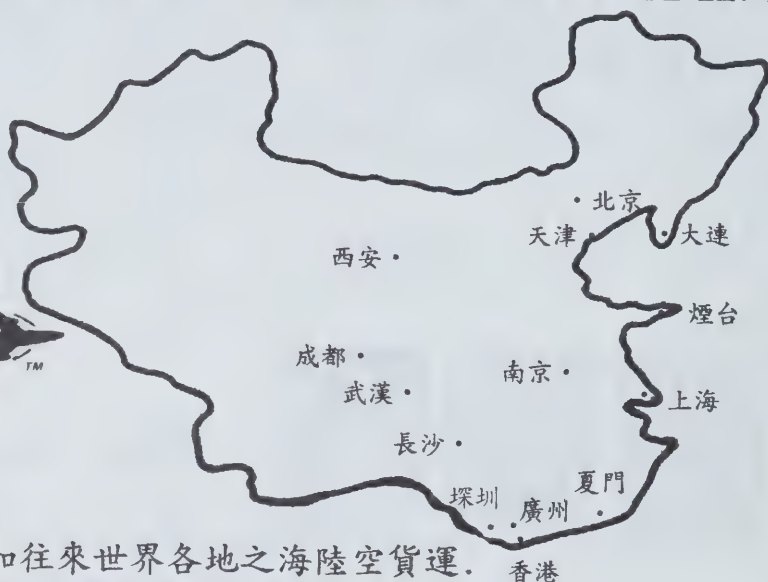 北京
天津
大連
西安
煙台
成都
南京
武漢
上海
長沙
夏門
深圳
廣州
往來世界各地之海陸空貨運.
香港
TM